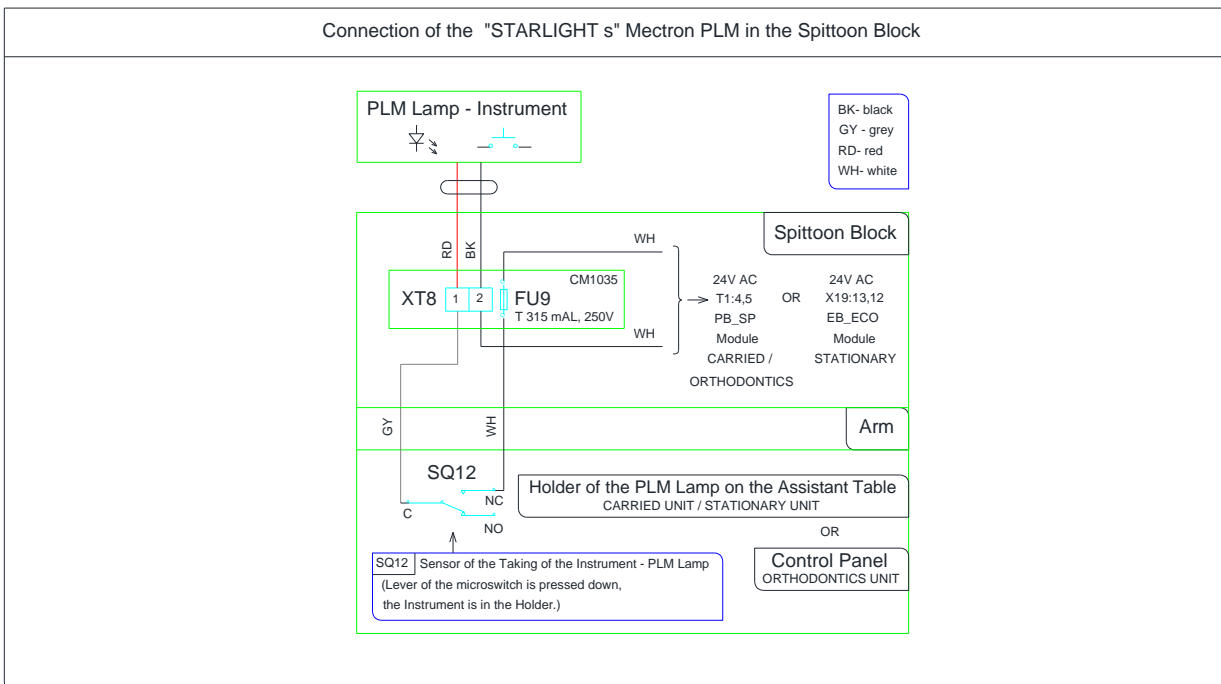 Connection of the "STARLIGHT s" Mectron PLM in the Spittoon Block
PLM Lamp - Instrument
BK- black
GY - grey
RD- red
WH- white
Spittoon Block
RD
BK
WH
CM1035
XT8
1
2
FU9
T 315 mAL, 250V
WH
24V AC
T1:4,5
PB_SP
Module
CARRIED /
ORTHODONTICS
OR
24V AC
X19:13,12
EB_ECO
Module
STATIONARY
GY
WH
Arm
SQ12
C
NC
NO
Holder of the PLM Lamp on the Assistant Table
CARRIED UNIT / STATIONARY UNIT
OR
Control Panel
ORTHODONTICS UNIT
SQ12 Sensor of the Taking of the Instrument - PLM Lamp
(Lever of the microswitch is pressed down,
the Instrument is in the Holder.)